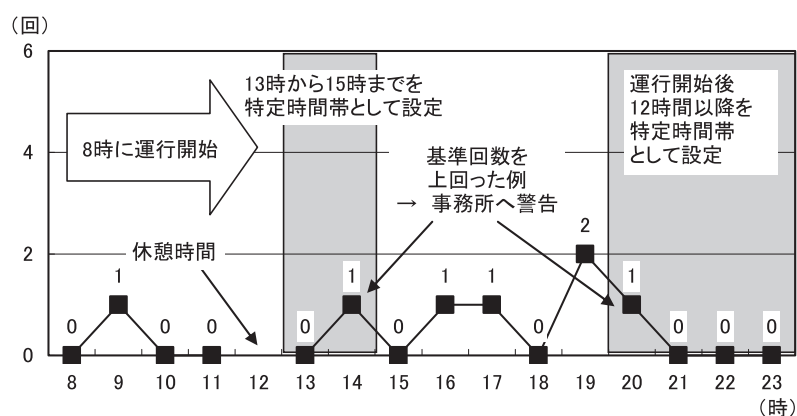 (回)
6
13時から15時までを
特定時間帯として設定
運行開始後
12時間以降を
特定時間帯
として設定
8時に運行開始
4
基準回数を
上回った例
→ 事務所へ警告
休憩時間
2
2
1
1
1
1
1
0
0
0
0
0
0
0
0
0
0
8 9 10 11 12 13 14 15 16 17 18 19 20 21 22 23
(時)